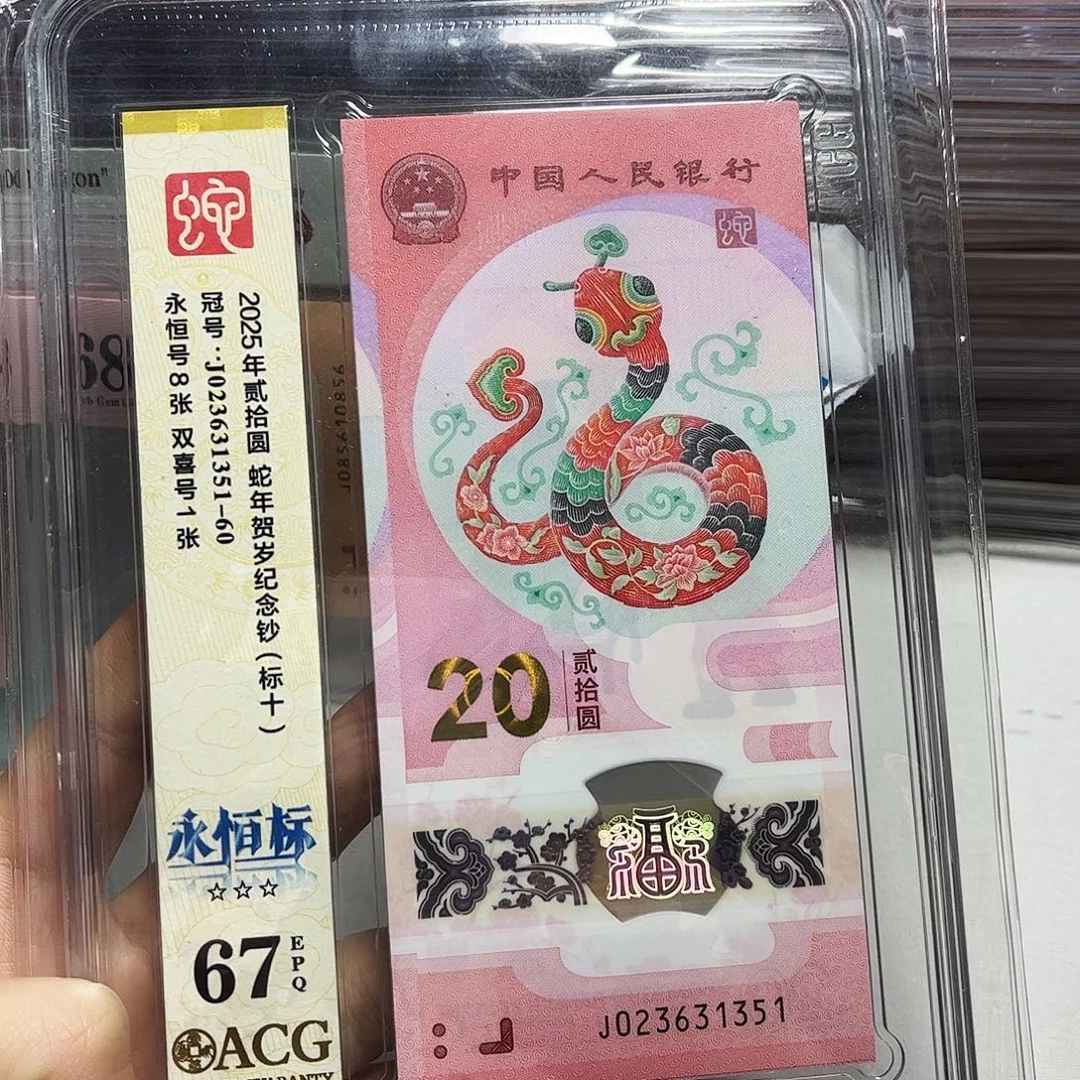 蛇
2025年贰拾圆 蛇年贺岁纪念钞(标十)
冠号:J023631351-60
永恒号8张 双喜号1张
永恒标
☆☆☆
67 EPQ
ACG
中国人民银行
蛇
20 贰拾圆
福
J023631351
J085610856
68